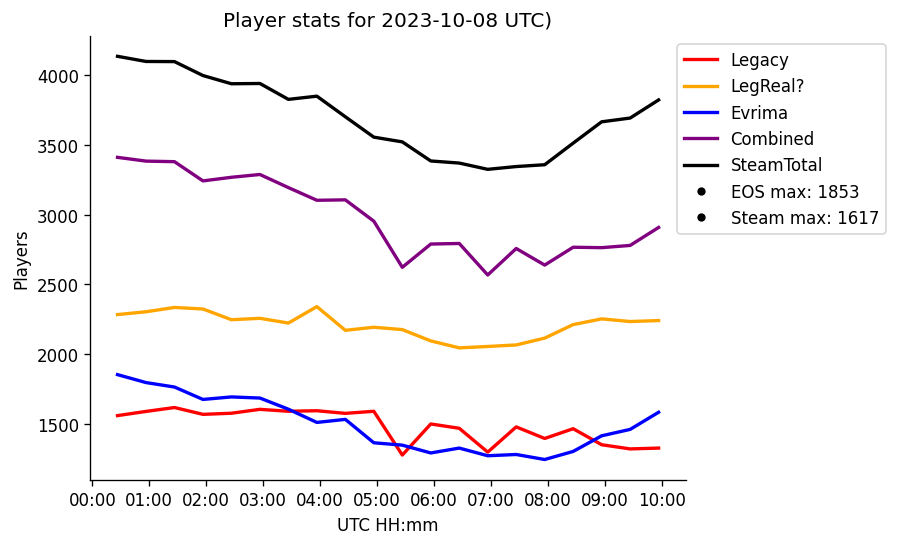 Player stats for 2023-10-08 UTC)
Legacy
LegReal?
Evrima
Combined
SteamTotal
EOS max: 1853
Steam max: 1617
4000
3500
3000
2500
2000
1500
Players
00:00 01:00 02:00 03:00 04:00 05:00 06:00 07:00 08:00 09:00 10:00
UTC HH:mm